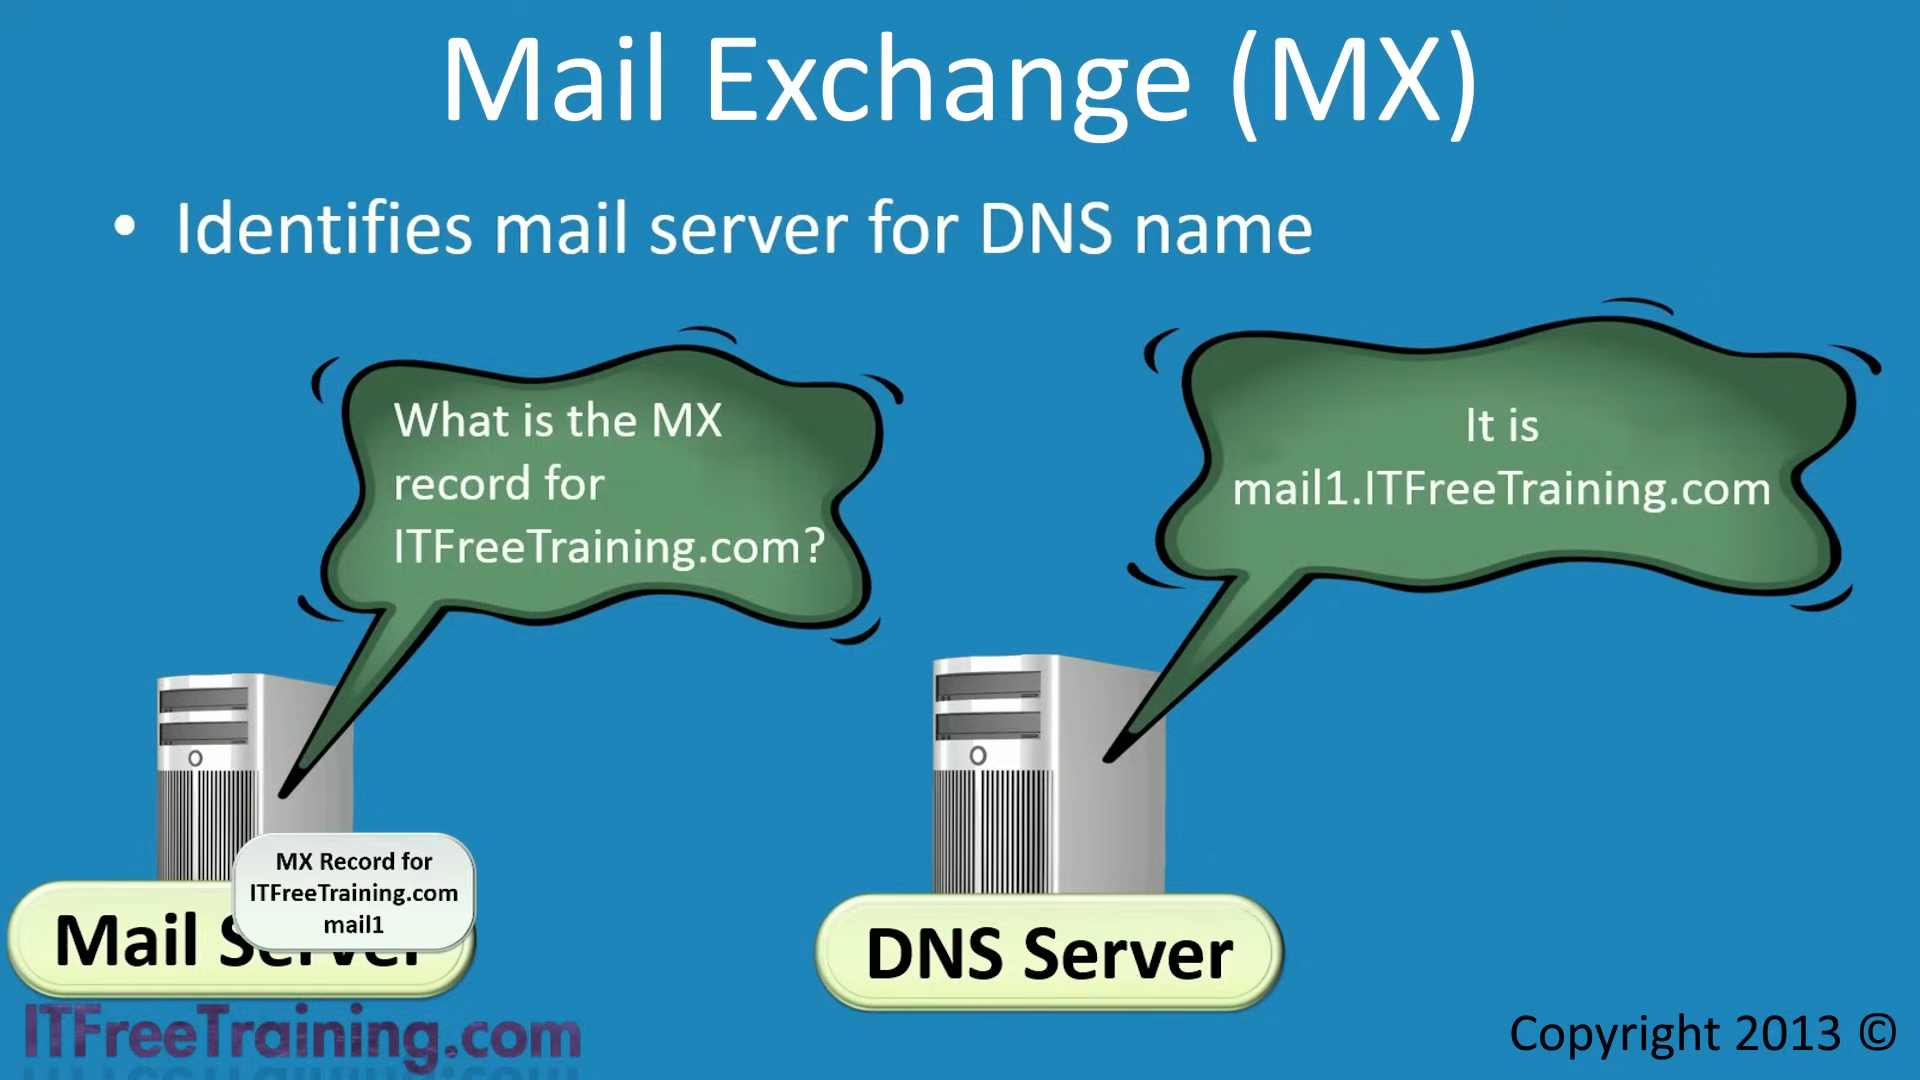 Mail Exchange (MX)
• Identifies mail server for DNS name
What is the MX
record for
ITFreeTraining.com?
It is
mail1.ITFreeTraining.com
MX Record for
ITFreeTraining.com
mail1
Mail Server
DNS Server
ITFreeTraining.com
Copyright 2013 ©